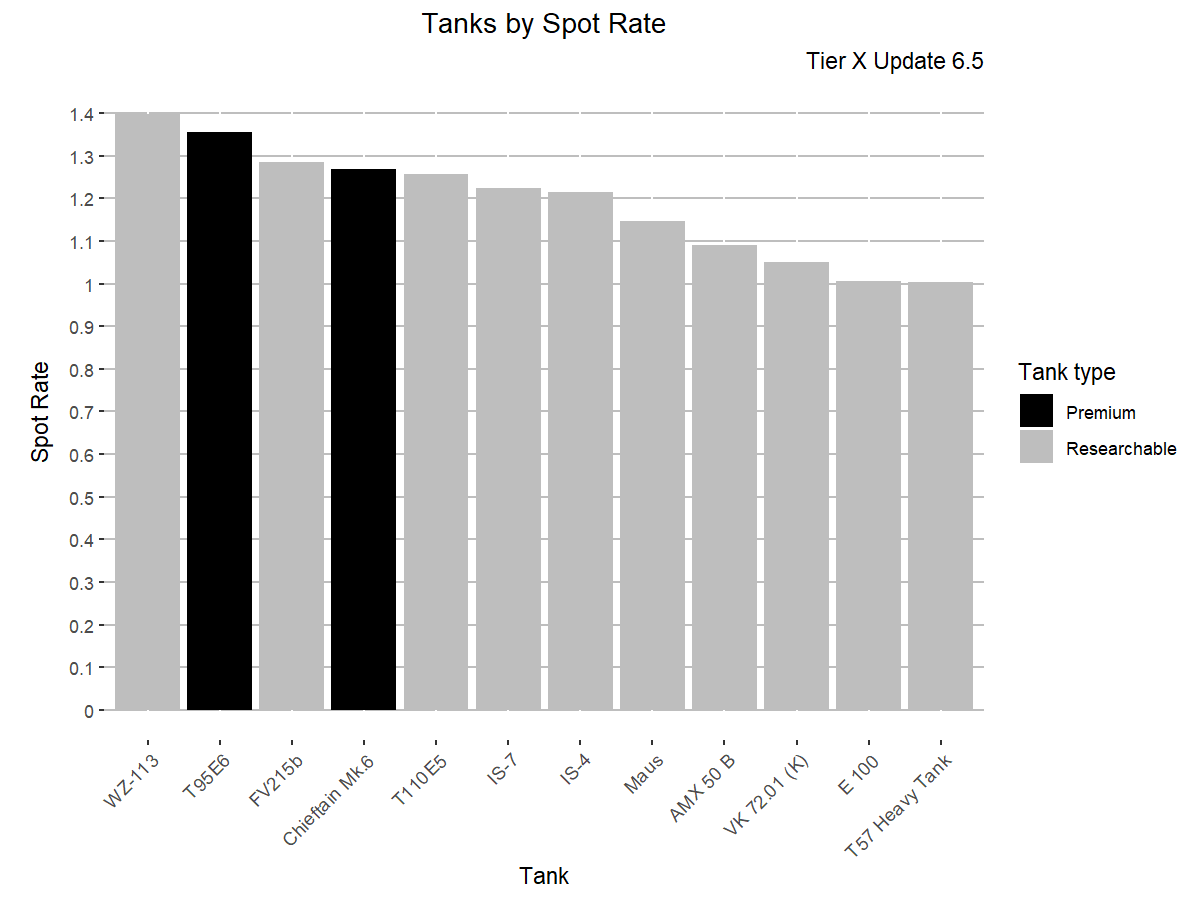 Tanks by Spot Rate
Tier X Update 6.5
Spot Rate
1.4
1.3
1.2
1.1
1
0.9
0.8
0.7
0.6
0.5
0.4
0.3
0.2
0.1
0
WZ-113
T95E6
FV215b
Chieftain Mk.6
T110E5
IS-7
IS-4
Maus
AMX 50 B
VK 72.01 (K)
E 100
T57 Heavy Tank
Tank
Tank type
Premium
Researchable